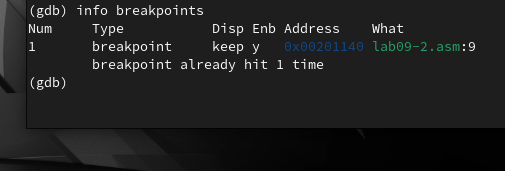 (gdb) info breakpoints
Num     Type           Disp Enb Address    What
1       breakpoint     keep y   0x00201140 lab09-2.asm:9
        breakpoint already hit 1 time
(gdb)